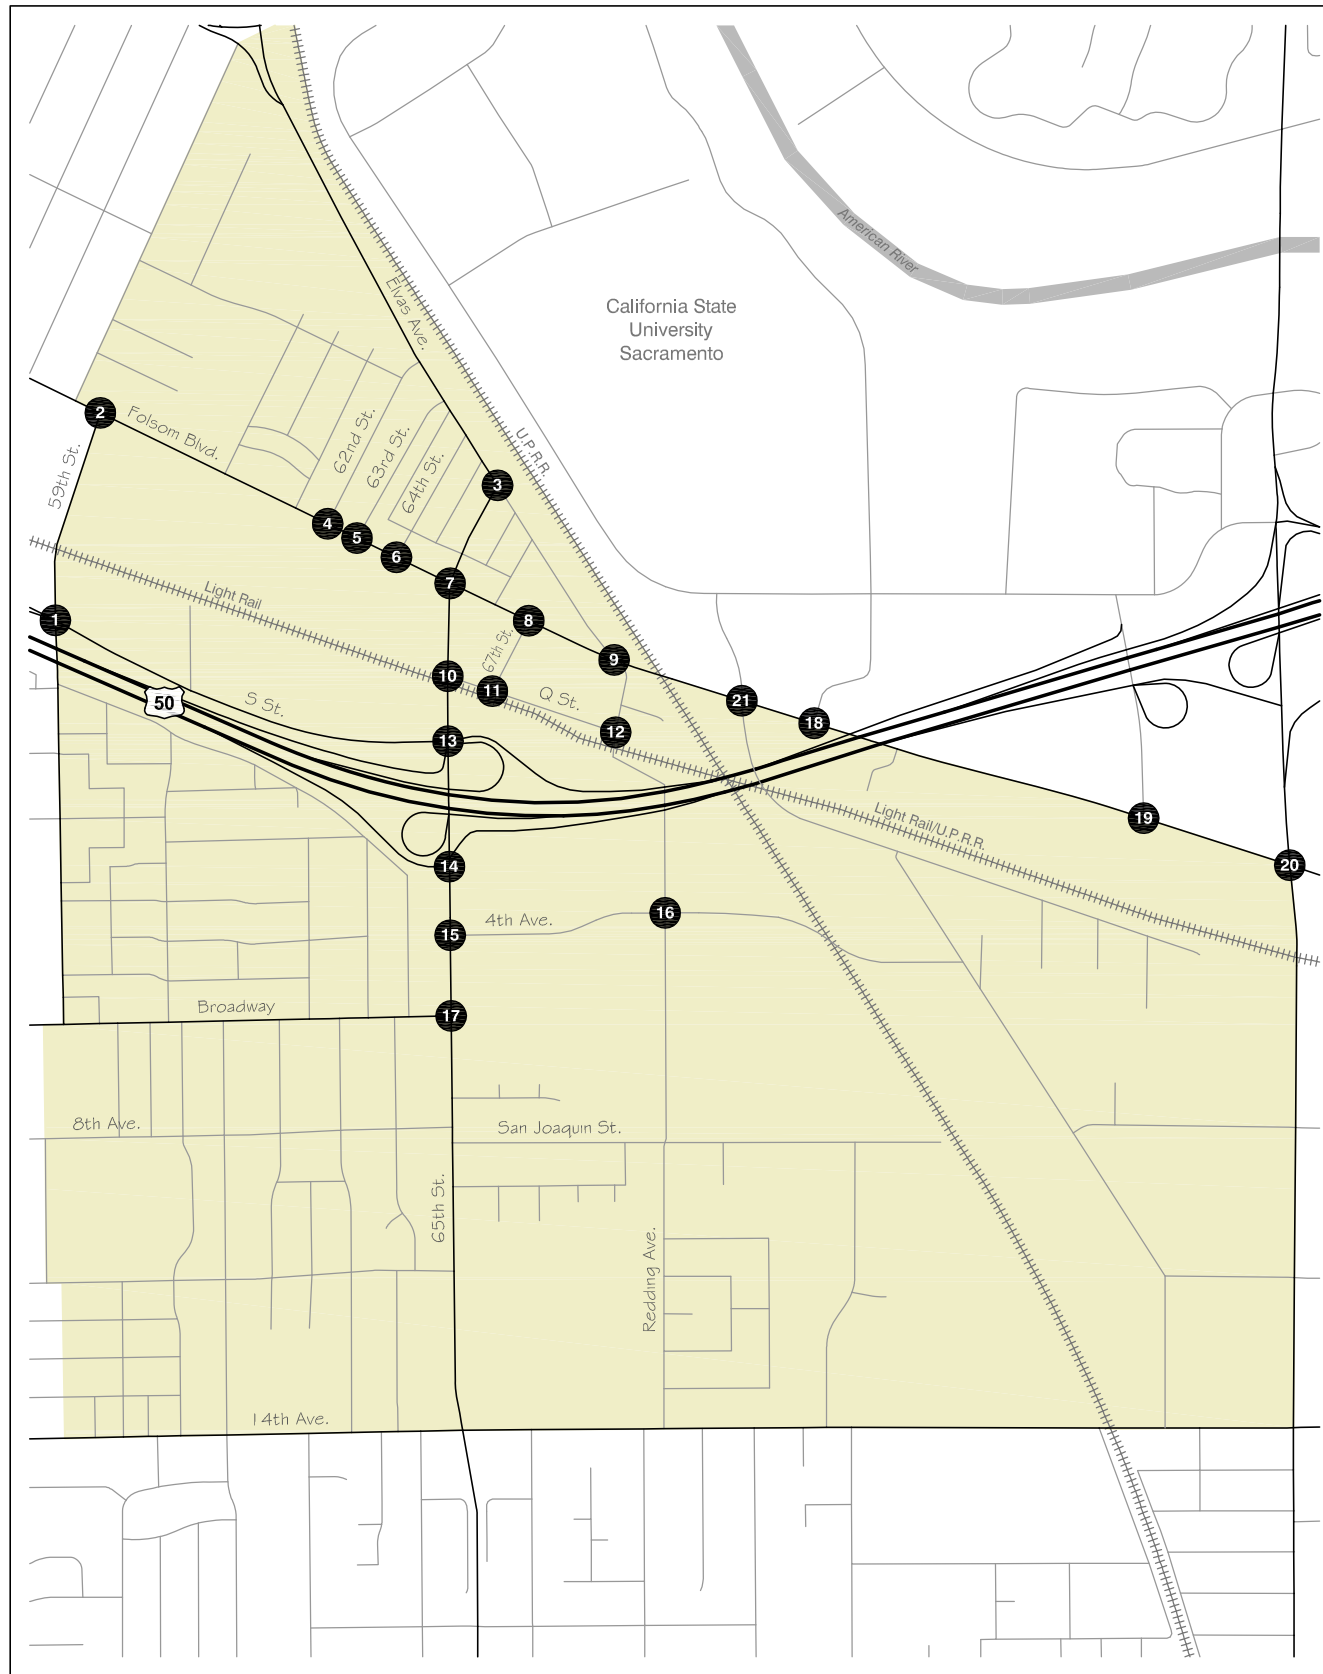 American River
California State
University
Sacramento
Elvas Ave.
2
Folsom Blvd.
59th St.
62nd St.
63rd St.
64th St.
U.P.R.R.
3
4
5
6
7
Light Rail
1
8
67th St.
9
10
11
Q St.
50
S St.
21
18
12
13
Light Rail/U.P.R.R.
19
20
14
16
4th Ave.
15
Broadway
17
8th Ave.
San Joaquin St.
65th St.
Redding Ave.
14th Ave.